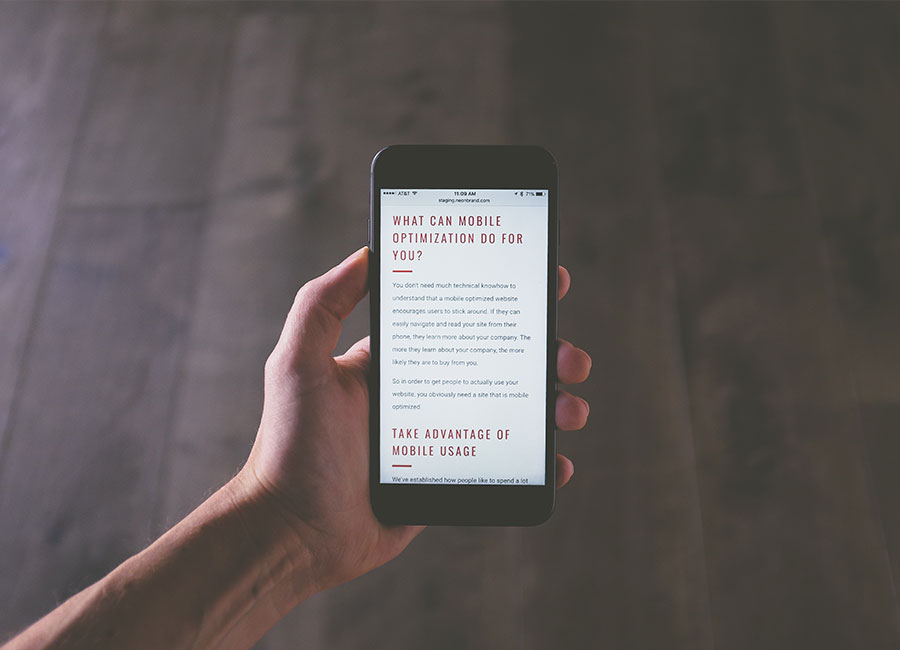 AT&T 11:09 AM 71%
staging.neonbrand.com
WHAT CAN MOBILE
OPTIMIZATION DO FOR
YOU?
You don't need much technical knowhow to
understand that a mobile optimized website
encourages users to stick around. If they can
easily navigate and read your site from their
phone, they learn more about your company. The
more they learn about your company, the more
likely they are to buy from you.
So in order to get people to actually use your
website, you obviously need a site that is mobile
optimized.
TAKE ADVANTAGE OF
MOBILE USAGE
We've established how people like to spend a lot